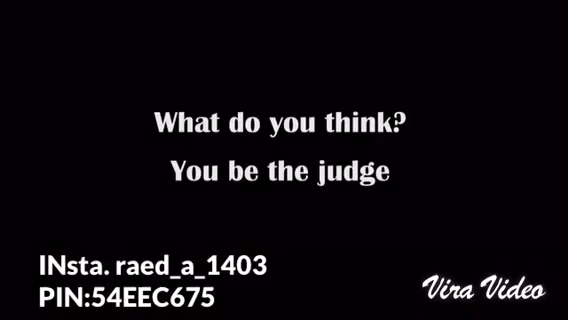 What do you think?
You be the judge
INsta. raed_a_1403
PIN:54EEC675
Vira Video